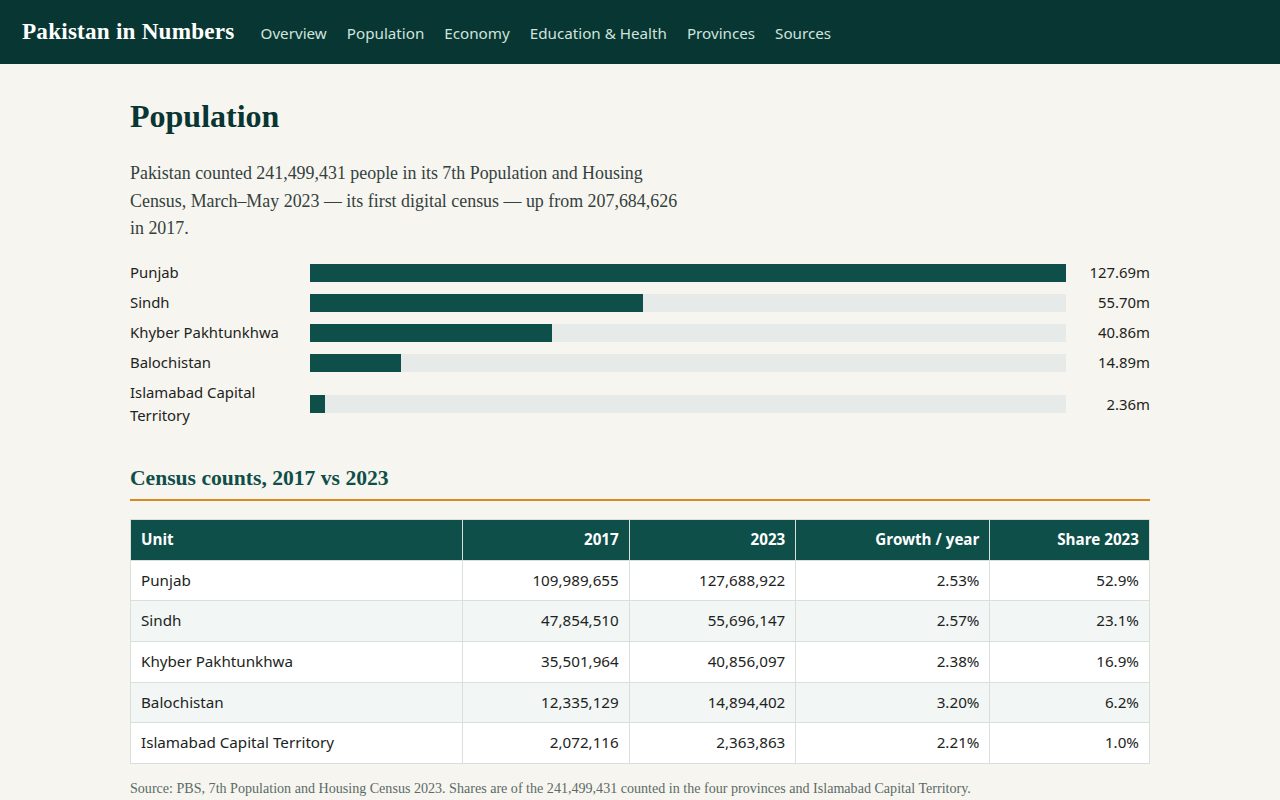 Pakistan in Numbers Overview Population Economy Education & Health Provinces Sources
Population
Pakistan counted 241,499,431 people in its 7th Population and Housing
Census, March–May 2023 — its first digital census — up from 207,684,626
in 2017.
Punjab 127.69m
Sindh 55.70m
Khyber Pakhtunkhwa 40.86m
Balochistan 14.89m
Islamabad Capital
Territory 2.36m
Census counts, 2017 vs 2023
Unit 2017 2023 Growth / year Share 2023
Punjab 109,989,655 127,688,922 2.53% 52.9%
Sindh 47,854,510 55,696,147 2.57% 23.1%
Khyber Pakhtunkhwa 35,501,964 40,856,097 2.38% 16.9%
Balochistan 12,335,129 14,894,402 3.20% 6.2%
Islamabad Capital Territory 2,072,116 2,363,863 2.21% 1.0%
Source: PBS, 7th Population and Housing Census 2023. Shares are of the 241,499,431 counted in the four provinces and Islamabad Capital Territory.